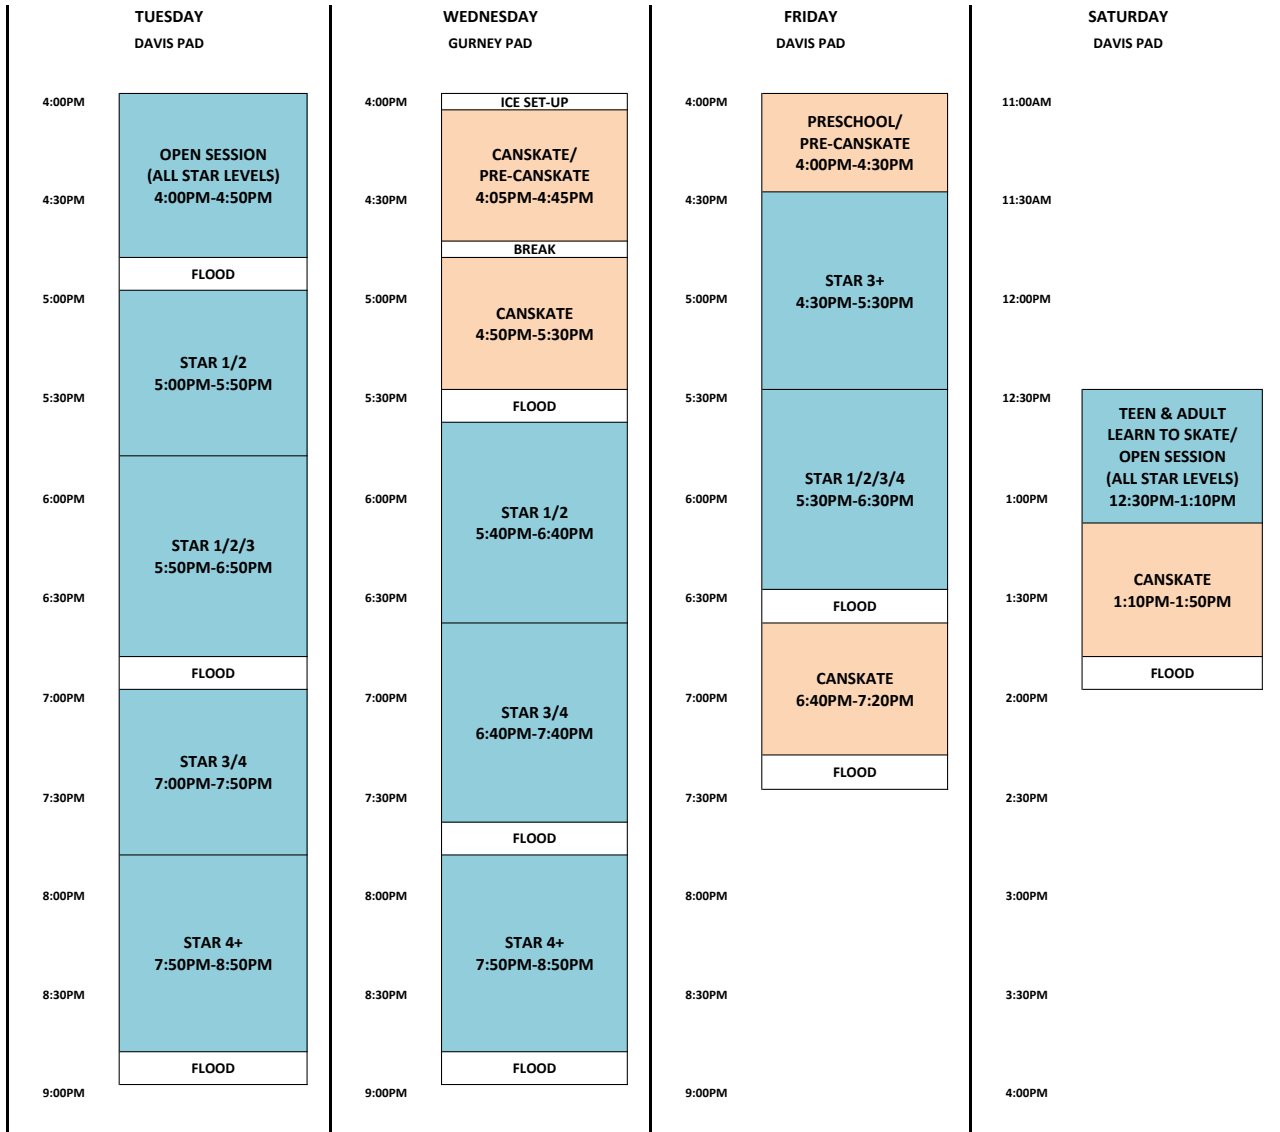 TUESDAY
DAVIS PAD
4:00PM
OPEN SESSION
(ALL STAR LEVELS)
4:00PM-4:50PM
4:30PM
FLOOD
5:00PM
STAR 1/2
5:00PM-5:50PM
5:30PM
6:00PM
STAR 1/2/3
5:50PM-6:50PM
6:30PM
FLOOD
7:00PM
STAR 3/4
7:00PM-7:50PM
7:30PM
8:00PM
STAR 4+
7:50PM-8:50PM
8:30PM
FLOOD
9:00PM
WEDNESDAY
GURNEY PAD
4:00PM
ICE SET-UP
CANSKATE/
PRE-CANSKATE
4:05PM-4:45PM
4:30PM
BREAK
5:00PM
CANSKATE
4:50PM-5:30PM
5:30PM
FLOOD
6:00PM
STAR 1/2
5:40PM-6:40PM
6:30PM
7:00PM
STAR 3/4
6:40PM-7:40PM
7:30PM
FLOOD
8:00PM
STAR 4+
7:50PM-8:50PM
8:30PM
FLOOD
9:00PM
FRIDAY
DAVIS PAD
4:00PM
PRESCHOOL/
PRE-CANSKATE
4:00PM-4:30PM
4:30PM
STAR 3+
4:30PM-5:30PM
5:00PM
5:30PM
STAR 1/2/3/4
5:30PM-6:30PM
6:00PM
6:30PM
FLOOD
CANSKATE
6:40PM-7:20PM
7:00PM
FLOOD
7:30PM
8:00PM
8:30PM
9:00PM
SATURDAY
DAVIS PAD
11:00AM
11:30AM
12:00PM
12:30PM
TEEN & ADULT
LEARN TO SKATE/
OPEN SESSION
(ALL STAR LEVELS)
12:30PM-1:10PM
1:00PM
CANSKATE
1:10PM-1:50PM
1:30PM
FLOOD
2:00PM
2:30PM
3:00PM
3:30PM
4:00PM